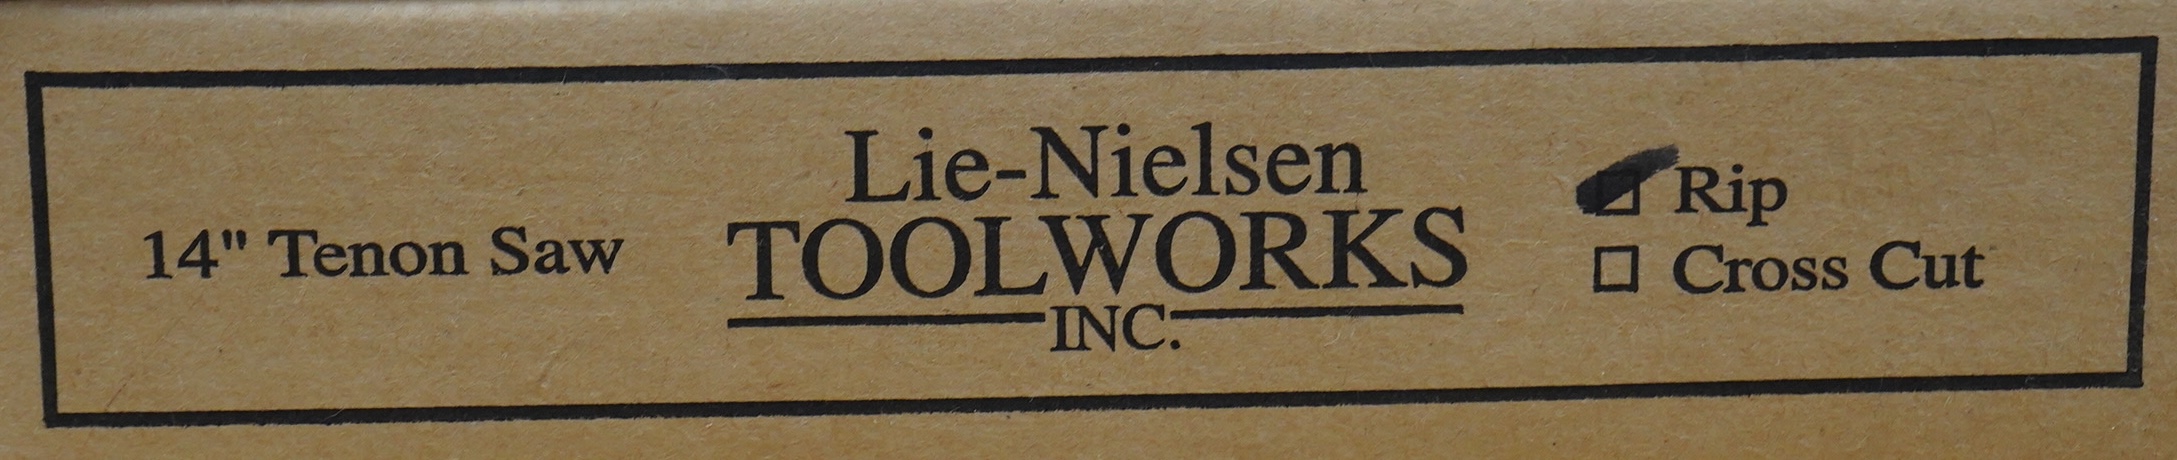 14" Tenon Saw
Lie-Nielsen
TOOLWORKS
INC.
Rip
Cross Cut